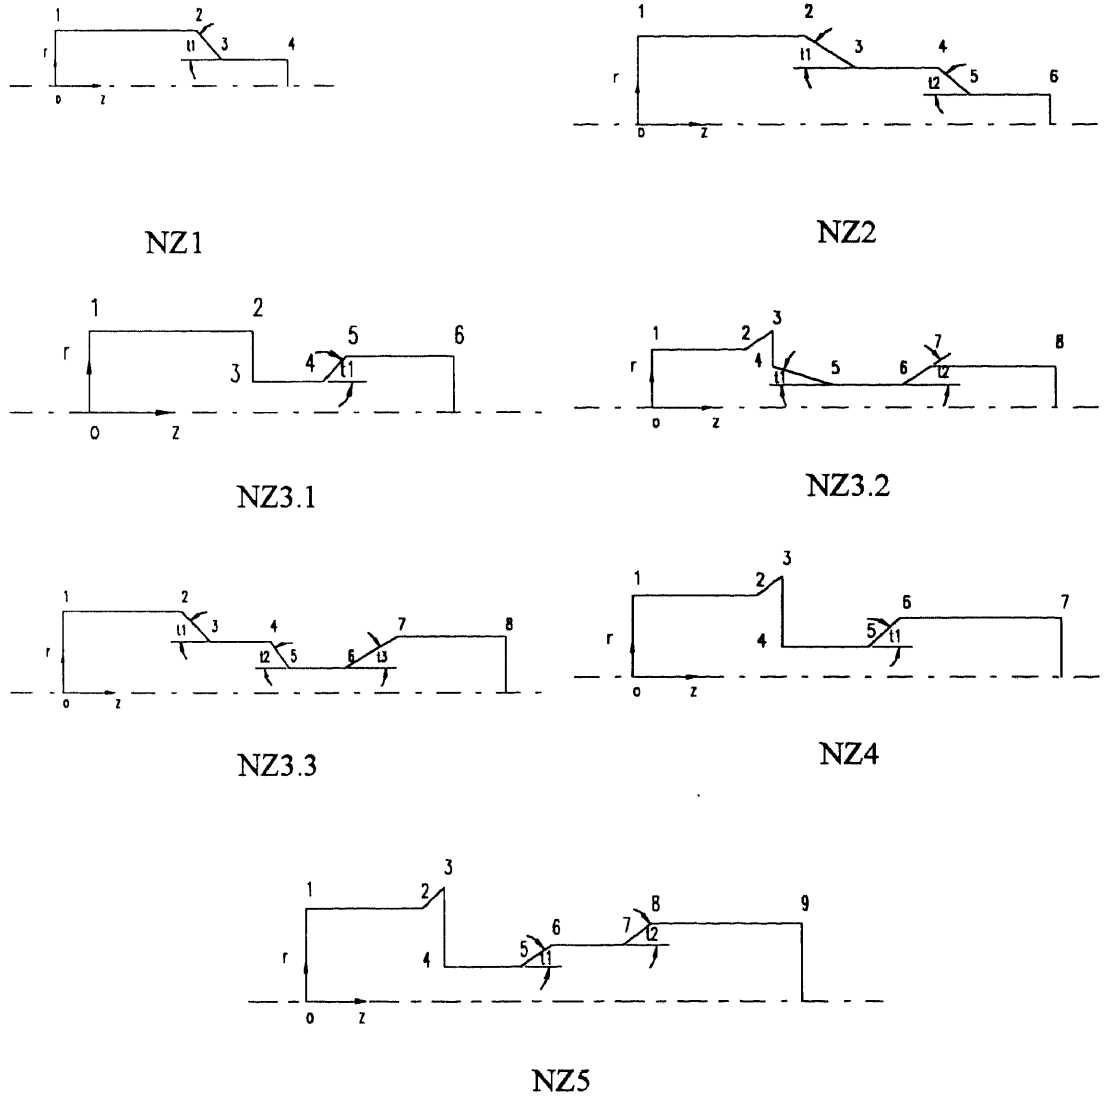 1 2
r t1 3 4
o z
NZ1
1 2
t1 3 4
r t2 5 6
o z
NZ2
1 2
r 3 4 t1 5 6
o z
NZ3.1
1 2 3
r 4 t1 5 6 7 t2 8
o z
NZ3.2
1 2
t1 3 4 7 8
r t2 5 6 t3
o z
NZ3.3
1 2 3
r 4 5 t1 6 7
o z
NZ4
1 2 3
r 4 5 t1 6 7 t2 8 9
o z
NZ5